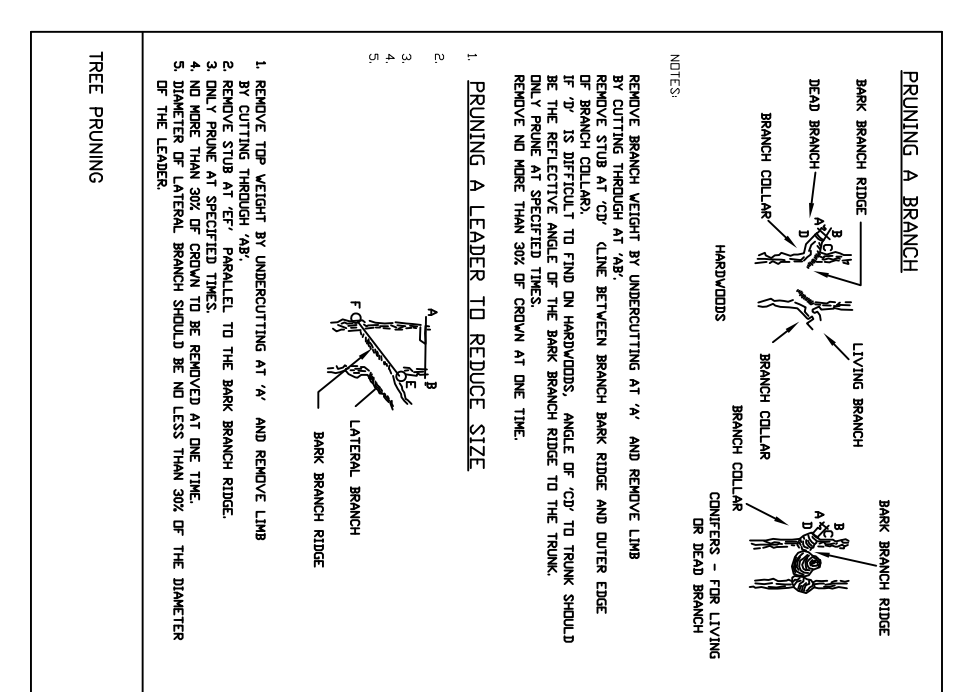 PRUNING A BRANCH
BARK BRANCH RIDGE
DEAD BRANCH
BRANCH COLLAR
A
B
C
D
HARDWOODS
LIVING BRANCH
BRANCH COLLAR
BARK BRANCH RIDGE
BRANCH COLLAR
A
B
C
D
CONIFERS - FOR LIVING
OR DEAD BRANCH
NOTES:
REMOVE BRANCH WEIGHT BY UNDERCUTTING AT 'A' AND REMOVE LIMB
BY CUTTING THROUGH AT 'AB'.
REMOVE STUB AT 'CD' (LINE BETWEEN BRANCH BARK RIDGE AND OUTER EDGE
OF BRANCH COLLAR).
IF 'D' IS DIFFICULT TO FIND ON HARDWOODS, ANGLE OF 'CD' TO TRUNK SHOULD
BE THE REFLECTIVE ANGLE OF THE BARK BRANCH RIDGE TO THE TRUNK.
ONLY PRUNE AT SPECIFIED TIMES.
REMOVE NO MORE THAN 30% OF CROWN AT ONE TIME.
1.
2.
3.
4.
5.
PRUNING A LEADER TO REDUCE SIZE
A
B
E
F
LATERAL BRANCH
BARK BRANCH RIDGE
1. REMOVE TOP WEIGHT BY UNDERCUTTING AT 'A' AND REMOVE LIMB
BY CUTTING THROUGH 'AB'.
2. REMOVE STUB AT 'EF' PARALLEL TO THE BARK BRANCH RIDGE.
3. ONLY PRUNE AT SPECIFIED TIMES.
4. NO MORE THAN 30% OF CROWN TO BE REMOVED AT ONE TIME.
5. DIAMETER OF LATERAL BRANCH SHOULD BE NO LESS THAN 30% OF THE DIAMETER
OF THE LEADER.
TREE PRUNING